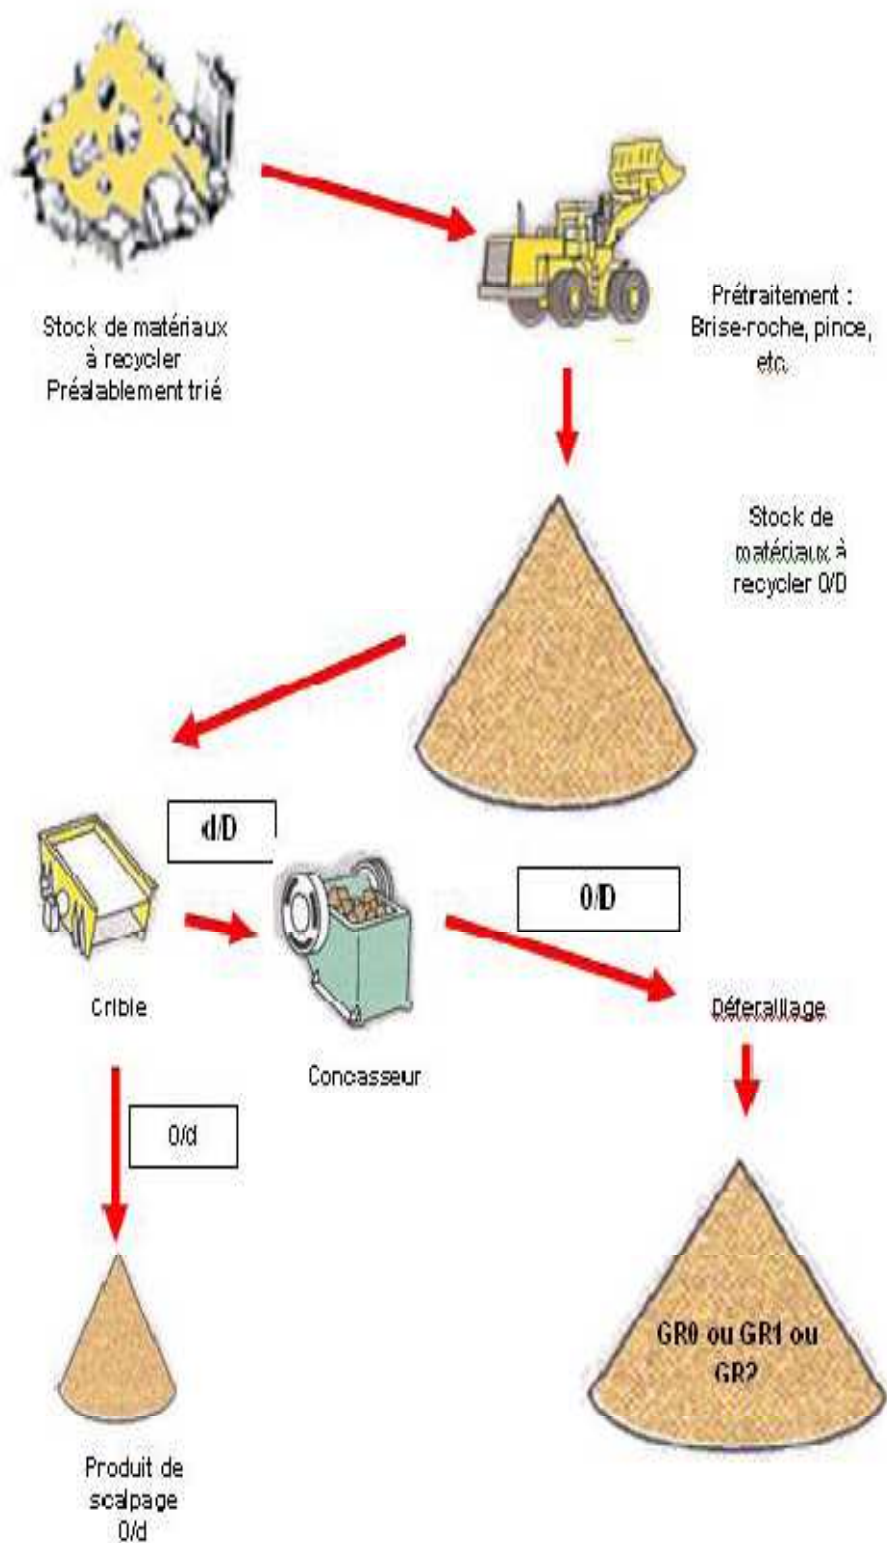 Stock de matériaux
à recycler
Préalablement trié
Prétraitement :
Brise-roche, pince,
etc.
Stock de
matériaux à
recycler 0/D
d/D
0/D
Crible
Concasseur
Déferaillage
0/d
GR0 ou GR1 ou
GR2
Produit de
scalpage
0/d